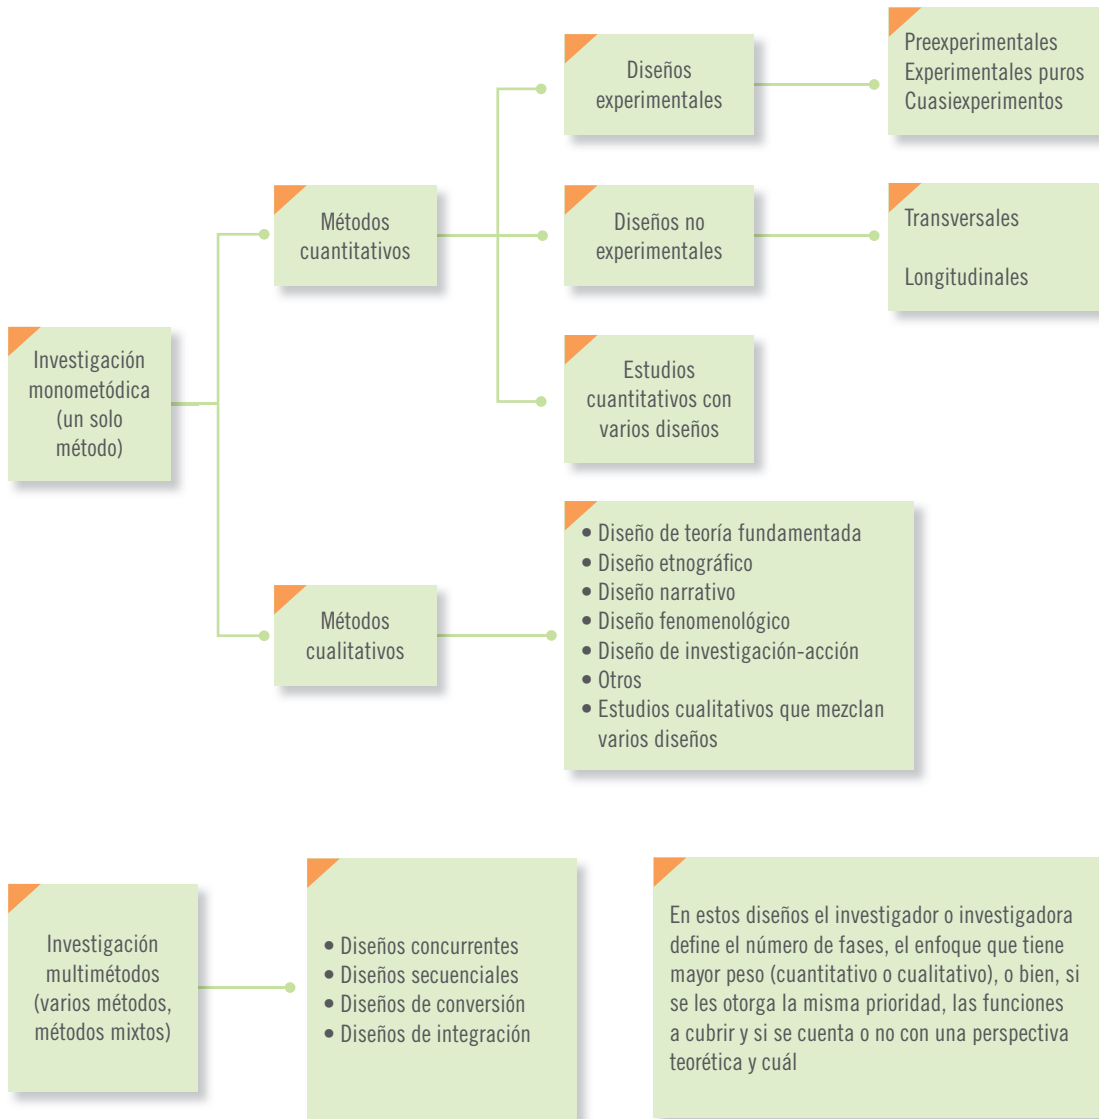 Investigación
monometódica
(un solo
método)
Métodos
cuantitativos
Diseños
experimentales
Preexperimentales
Experimentales puros
Cuasiexperimentos
Diseños no
experimentales
Transversales
Longitudinales
Estudios
cuantitativos con
varios diseños
Métodos
cualitativos
• Diseño de teoría fundamentada
• Diseño etnográfico
• Diseño narrativo
• Diseño fenomenológico
• Diseño de investigación-acción
• Otros
• Estudios cualitativos que mezclan
varios diseños
Investigación
multimétodos
(varios métodos,
métodos mixtos)
• Diseños concurrentes
• Diseños secuenciales
• Diseños de conversión
• Diseños de integración
En estos diseños el investigador o investigadora
define el número de fases, el enfoque que tiene
mayor peso (cuantitativo o cualitativo), o bien, si
se les otorga la misma prioridad, las funciones
a cubrir y si se cuenta o no con una perspectiva
teorética y cuál